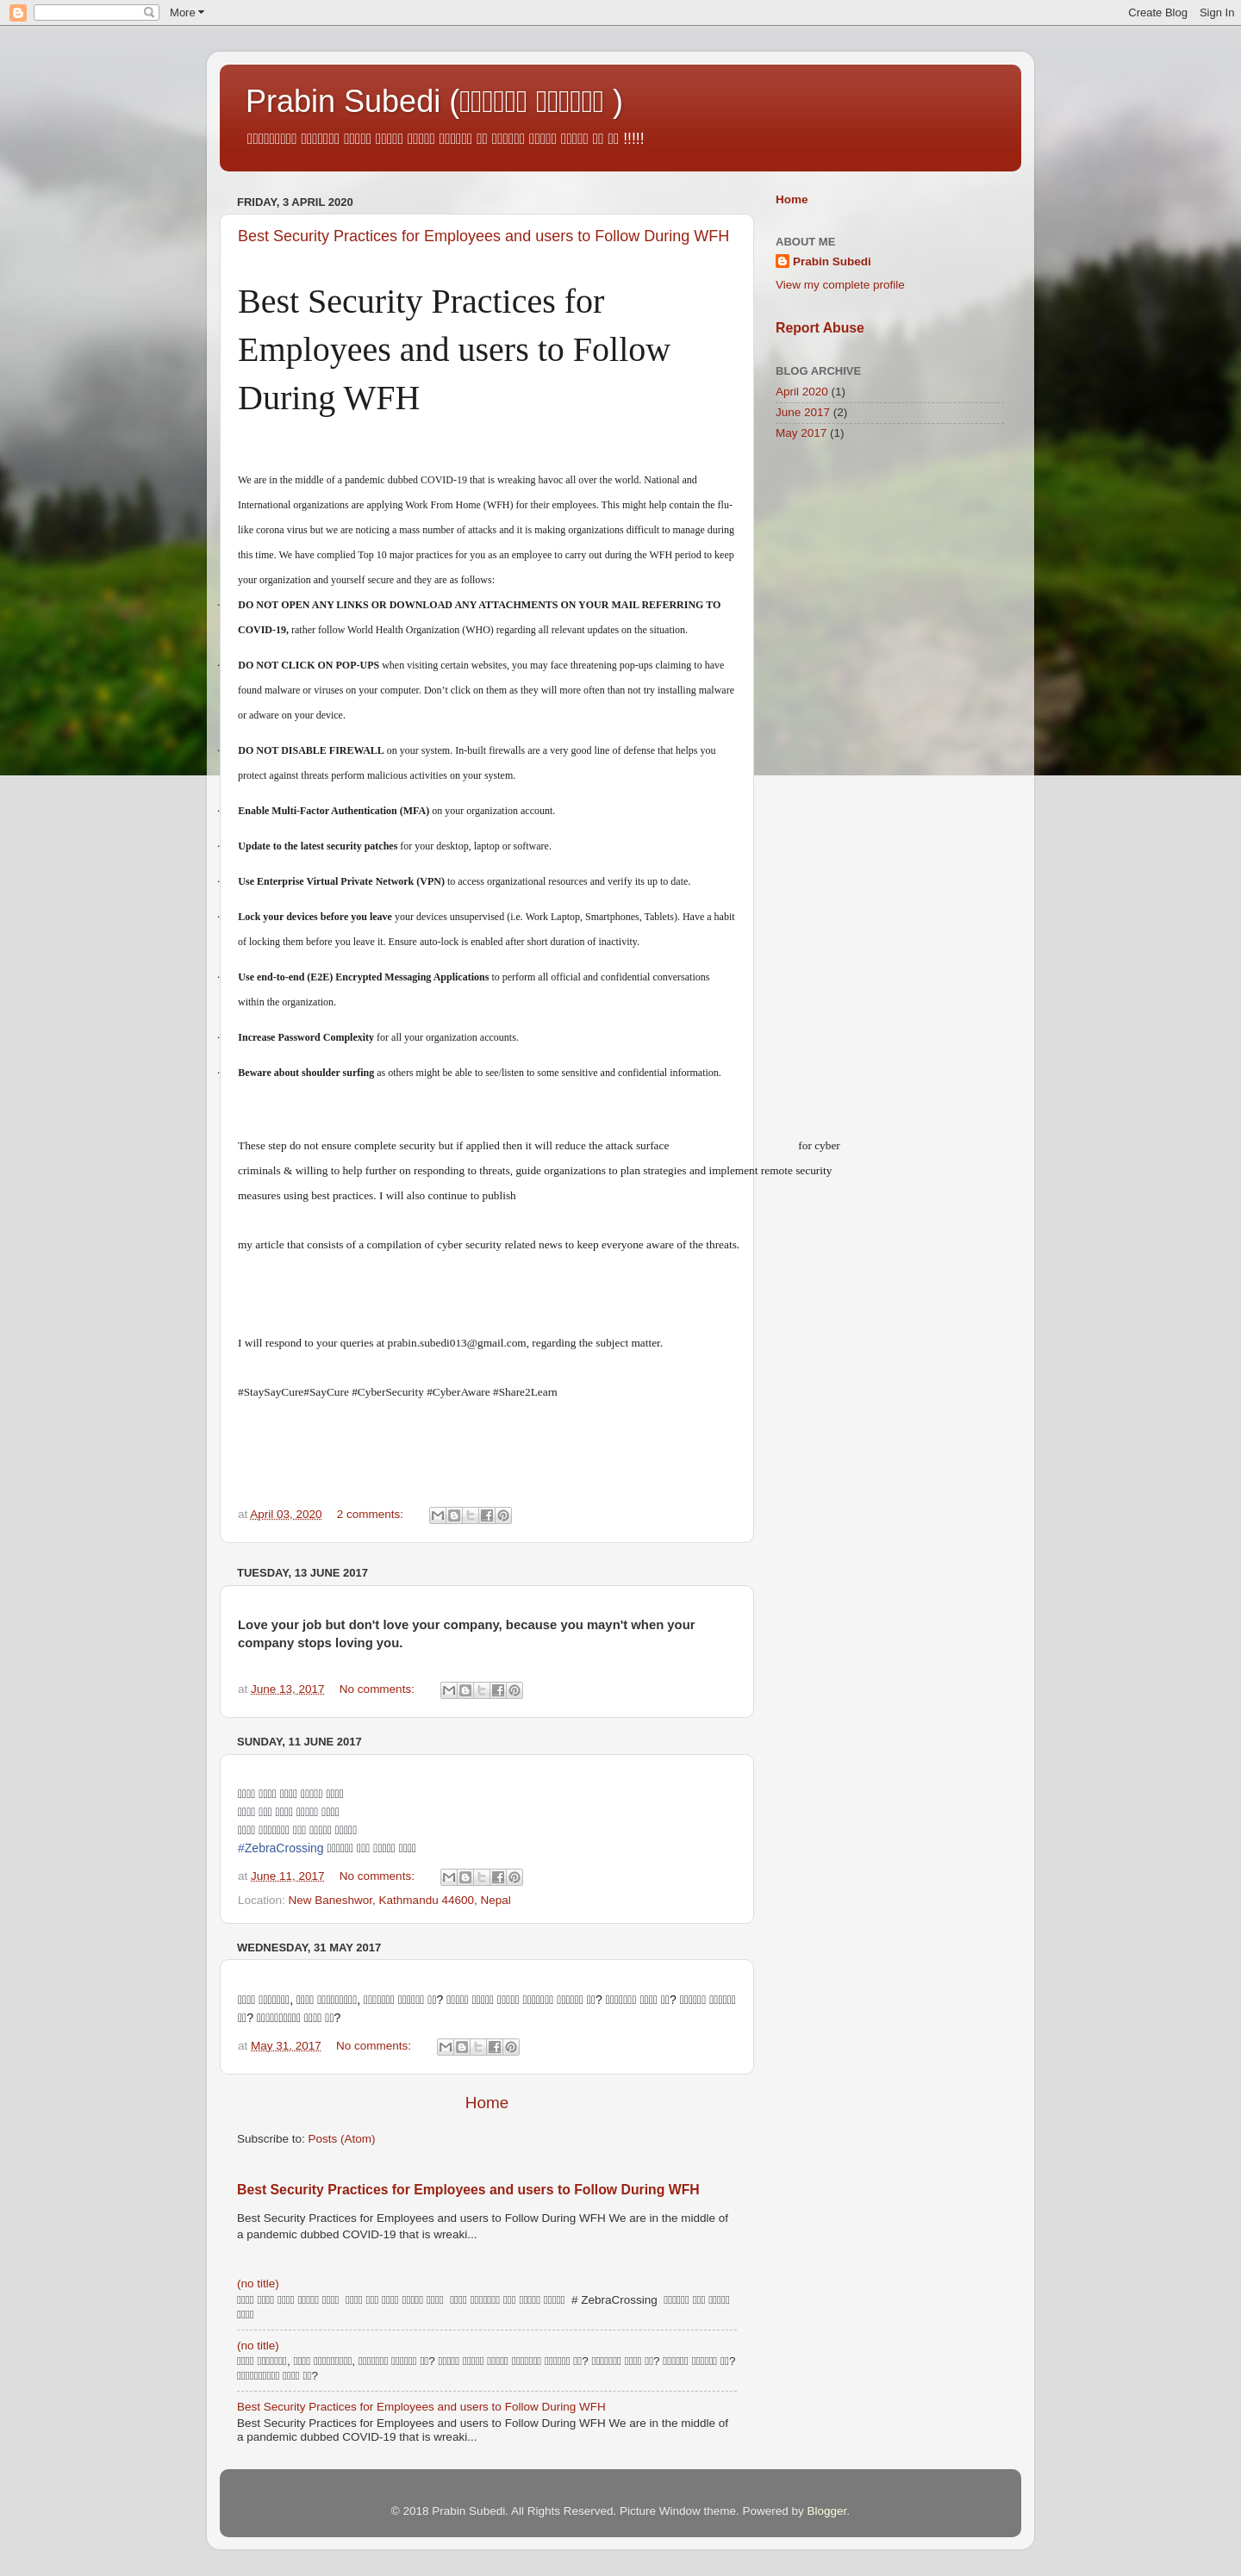 More
Create Blog Sign In
Prabin Subedi ( )
!!!!!
FRIDAY, 3 APRIL 2020
Best Security Practices for Employees and users to Follow During WFH
Best Security Practices for
Employees and users to Follow
During WFH
We are in the middle of a pandemic dubbed COVID-19 that is wreaking havoc all over the world. National and
International organizations are applying Work From Home (WFH) for their employees. This might help contain the flu-
like corona virus but we are noticing a mass number of attacks and it is making organizations difficult to manage during
this time. We have complied Top 10 major practices for you as an employee to carry out during the WFH period to keep
your organization and yourself secure and they are as follows:
· DO NOT OPEN ANY LINKS OR DOWNLOAD ANY ATTACHMENTS ON YOUR MAIL REFERRING TO
COVID-19, rather follow World Health Organization (WHO) regarding all relevant updates on the situation.
· DO NOT CLICK ON POP-UPS when visiting certain websites, you may face threatening pop-ups claiming to have
found malware or viruses on your computer. Don’t click on them as they will more often than not try installing malware
or adware on your device.
· DO NOT DISABLE FIREWALL on your system. In-built firewalls are a very good line of defense that helps you
protect against threats perform malicious activities on your system.
· Enable Multi-Factor Authentication (MFA) on your organization account.
· Update to the latest security patches for your desktop, laptop or software.
· Use Enterprise Virtual Private Network (VPN) to access organizational resources and verify its up to date.
· Lock your devices before you leave your devices unsupervised (i.e. Work Laptop, Smartphones, Tablets). Have a habit
of locking them before you leave it. Ensure auto-lock is enabled after short duration of inactivity.
· Use end-to-end (E2E) Encrypted Messaging Applications to perform all official and confidential conversations
within the organization.
· Increase Password Complexity for all your organization accounts.
· Beware about shoulder surfing as others might be able to see/listen to some sensitive and confidential information.
These step do not ensure complete security but if applied then it will reduce the attack surface for cyber
criminals & willing to help further on responding to threats, guide organizations to plan strategies and implement remote security
measures using best practices. I will also continue to publish
my article that consists of a compilation of cyber security related news to keep everyone aware of the threats.
I will respond to your queries at prabin.subedi013@gmail.com, regarding the subject matter.
#StaySayCure#SayCure #CyberSecurity #CyberAware #Share2Learn
at April 03, 2020 2 comments:
TUESDAY, 13 JUNE 2017
Love your job but don't love your company, because you mayn't when your
company stops loving you.
at June 13, 2017 No comments:
SUNDAY, 11 JUNE 2017
#ZebraCrossing
at June 11, 2017 No comments:
Location: New Baneshwor, Kathmandu 44600, Nepal
WEDNESDAY, 31 MAY 2017
at May 31, 2017 No comments:
Home
Subscribe to: Posts (Atom)
Best Security Practices for Employees and users to Follow During WFH
Best Security Practices for Employees and users to Follow During WFH We are in the middle of
a pandemic dubbed COVID-19 that is wreaki...
(no title)
# ZebraCrossing
(no title)
Best Security Practices for Employees and users to Follow During WFH
Best Security Practices for Employees and users to Follow During WFH We are in the middle of
a pandemic dubbed COVID-19 that is wreaki...
Home
ABOUT ME
Prabin Subedi
View my complete profile
Report Abuse
BLOG ARCHIVE
April 2020 (1)
June 2017 (2)
May 2017 (1)
© 2018 Prabin Subedi. All Rights Reserved. Picture Window theme. Powered by Blogger.